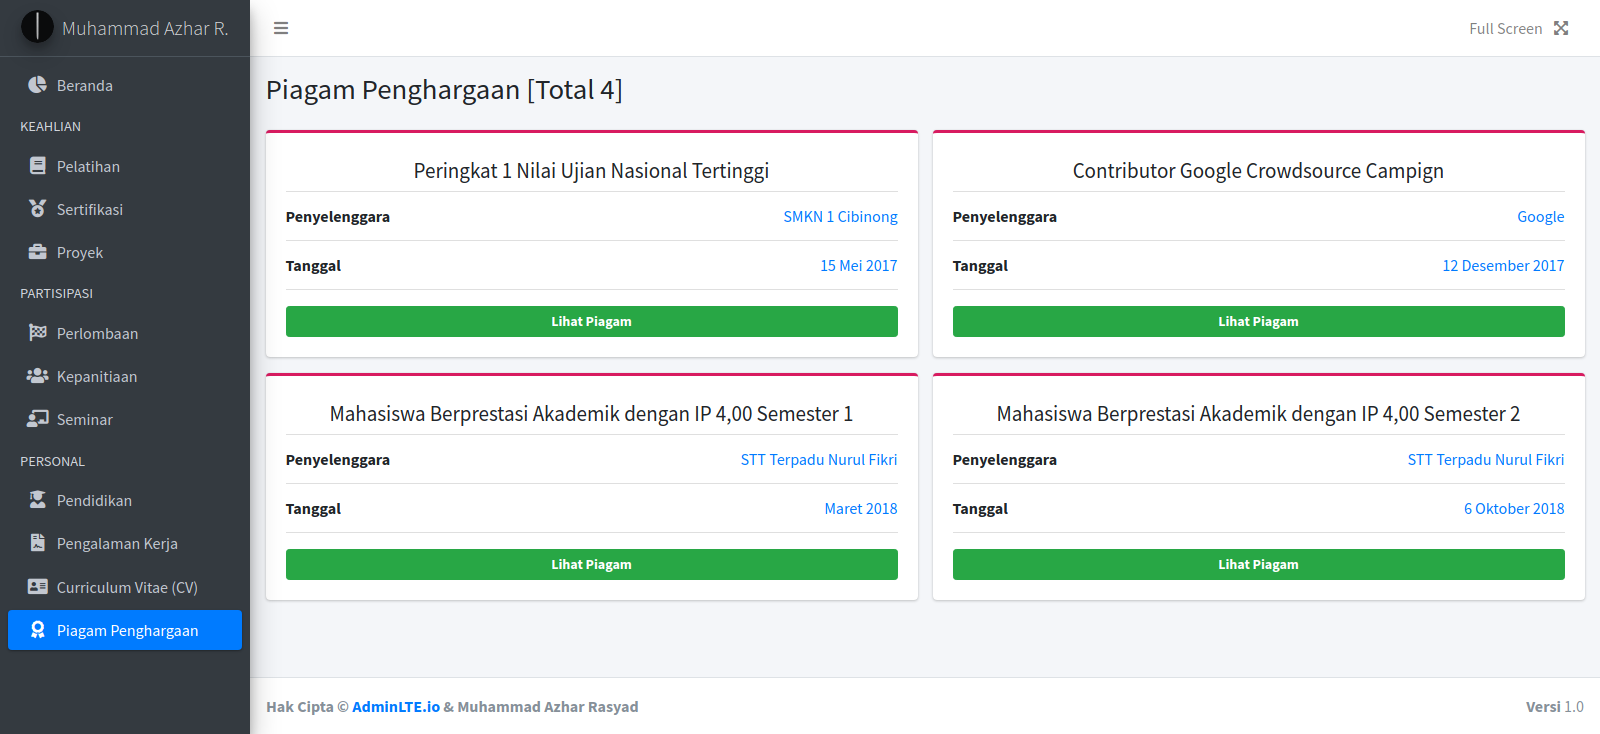 Muhammad Azhar R.
Full Screen
Beranda
KEAHLIAN
Pelatihan
Sertifikasi
Proyek
PARTISIPASI
Perlombaan
Kepanitiaan
Seminar
PERSONAL
Pendidikan
Pengalaman Kerja
Curriculum Vitae (CV)
Piagam Penghargaan
Piagam Penghargaan [Total 4]
Peringkat 1 Nilai Ujian Nasional Tertinggi
Penyelenggara SMKN 1 Cibinong
Tanggal 15 Mei 2017
Lihat Piagam
Contributor Google Crowdsource Campign
Penyelenggara Google
Tanggal 12 Desember 2017
Lihat Piagam
Mahasiswa Berprestasi Akademik dengan IP 4,00 Semester 1
Penyelenggara STT Terpadu Nurul Fikri
Tanggal Maret 2018
Lihat Piagam
Mahasiswa Berprestasi Akademik dengan IP 4,00 Semester 2
Penyelenggara STT Terpadu Nurul Fikri
Tanggal 6 Oktober 2018
Lihat Piagam
Hak Cipta © AdminLTE.io & Muhammad Azhar Rasyad
Versi 1.0